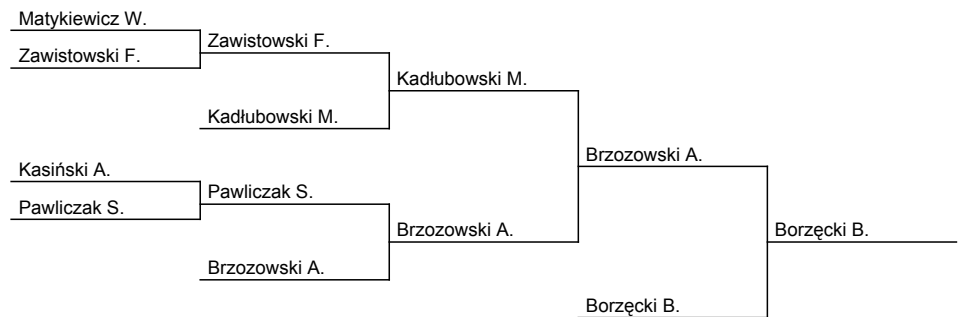 Matykiewicz W.
Zawistowski F.
Zawistowski F.
Kadłubowski M.
Kadłubowski M.
Brzozowski A.
Kasiński A.
Pawliczak S.
Pawliczak S.
Brzozowski A.
Borzęcki B.
Brzozowski A.
Borzęcki B.